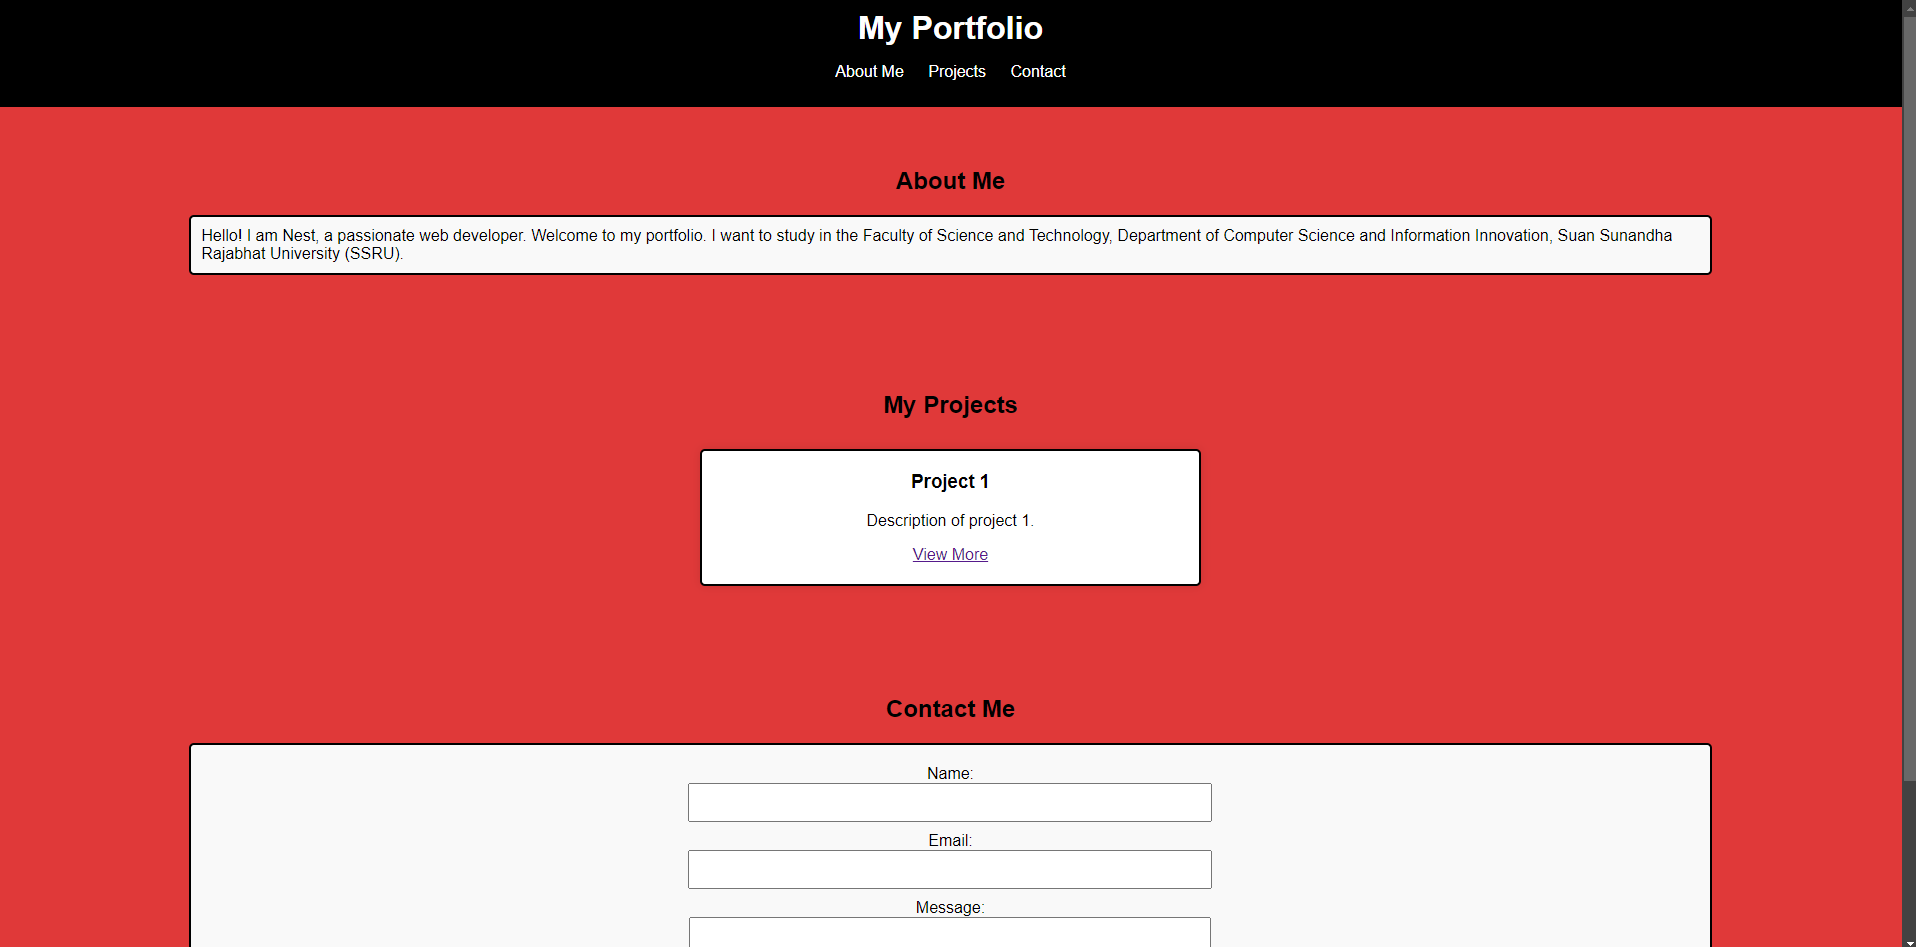 My Portfolio
About Me Projects Contact
About Me
Hello! I am Nest, a passionate web developer. Welcome to my portfolio. I want to study in the Faculty of Science and Technology, Department of Computer Science and Information Innovation, Suan Sunandha
Rajabhat University (SSRU).
My Projects
Project 1
Description of project 1.
View More
Contact Me
Name:
Email:
Message: